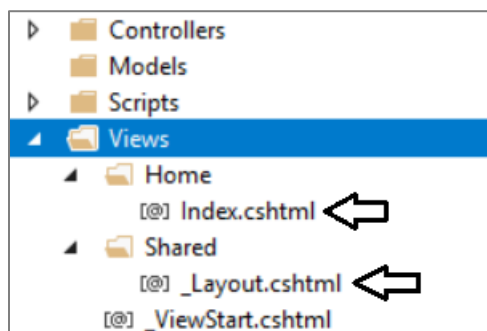 Controllers
Models
Scripts
Views
Home
[@] Index.cshtml
Shared
[@] _Layout.cshtml
[@] _ViewStart.cshtml